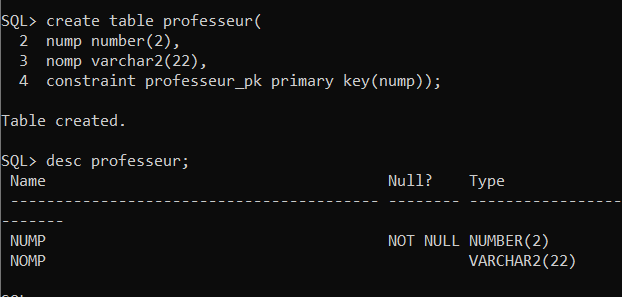 SQL> create table professeur(
  2  nump number(2),
  3  nomp varchar2(22),
  4  constraint professeur_pk primary key(nump));
Table created.
SQL> desc professeur;
 Name                                      Null?    Type
 ----------------------------------------- -------- -----------------
-------
 NUMP                                      NOT NULL NUMBER(2)
 NOMP                                               VARCHAR2(22)